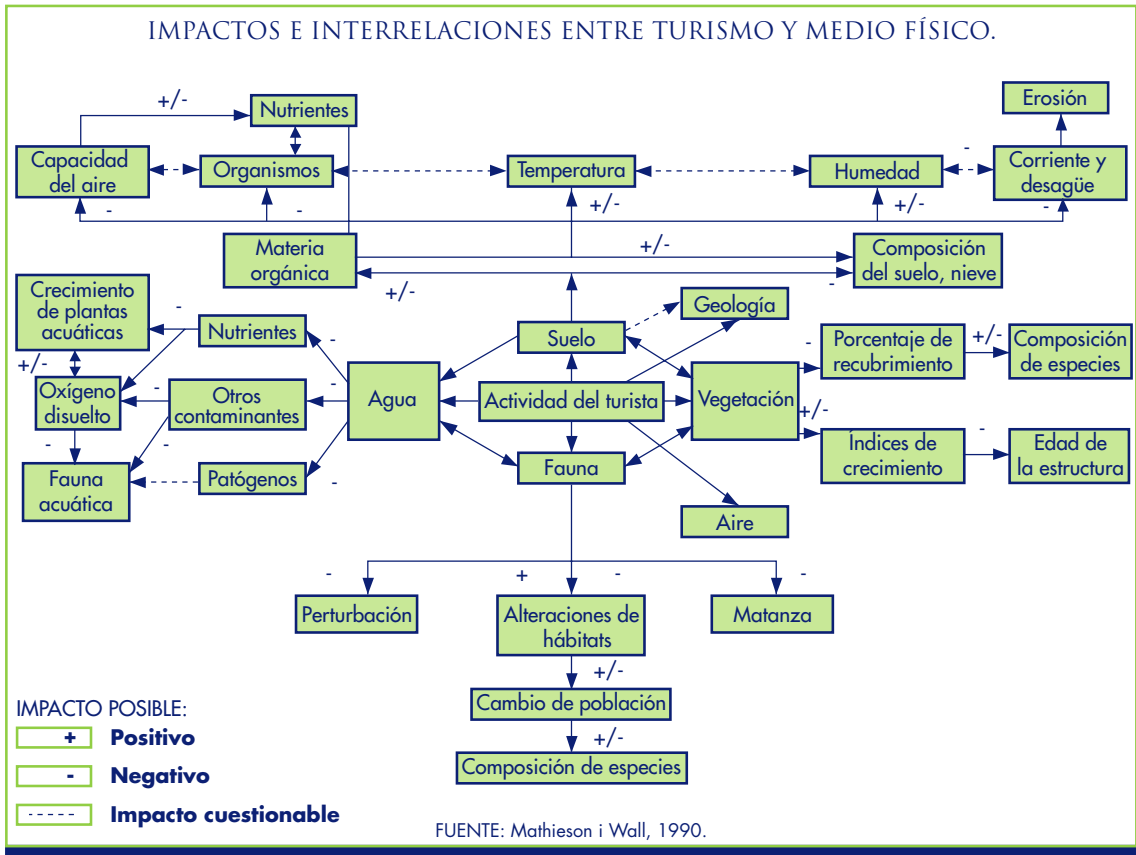 IMPACTOS E INTERRELACIONES ENTRE TURISMO Y MEDIO FÍSICO.
+/-
Nutrientes
Erosión
Capacidad
del aire
Organismos
Temperatura
Humedad
-
Corriente y
desagüe
-
-
+/-
+/-
-
Materia
orgánica
+/-
Composición
del suelo, nieve
+/-
-
Crecimiento
de plantas
acuáticas
-
Nutrientes
-
Geología
Suelo
+/-
Oxígeno
disuelto
-
Otros
contaminantes
-
Agua
Actividad del turista
Vegetación
-
Porcentaje de
recubrimiento
+/-
Composición
de especies
+/-
Índices de
crecimiento
-
Edad de
la estructura
-
-
Fauna
acuática
Patógenos
-
Fauna
Aire
-
+
-
-
Perturbación
Alteraciones de
hábitats
Matanza
+/-
Cambio de población
+/-
Composición de especies
IMPACTO POSIBLE:
+ Positivo
- Negativo
----- Impacto cuestionable
FUENTE: Mathieson i Wall, 1990.